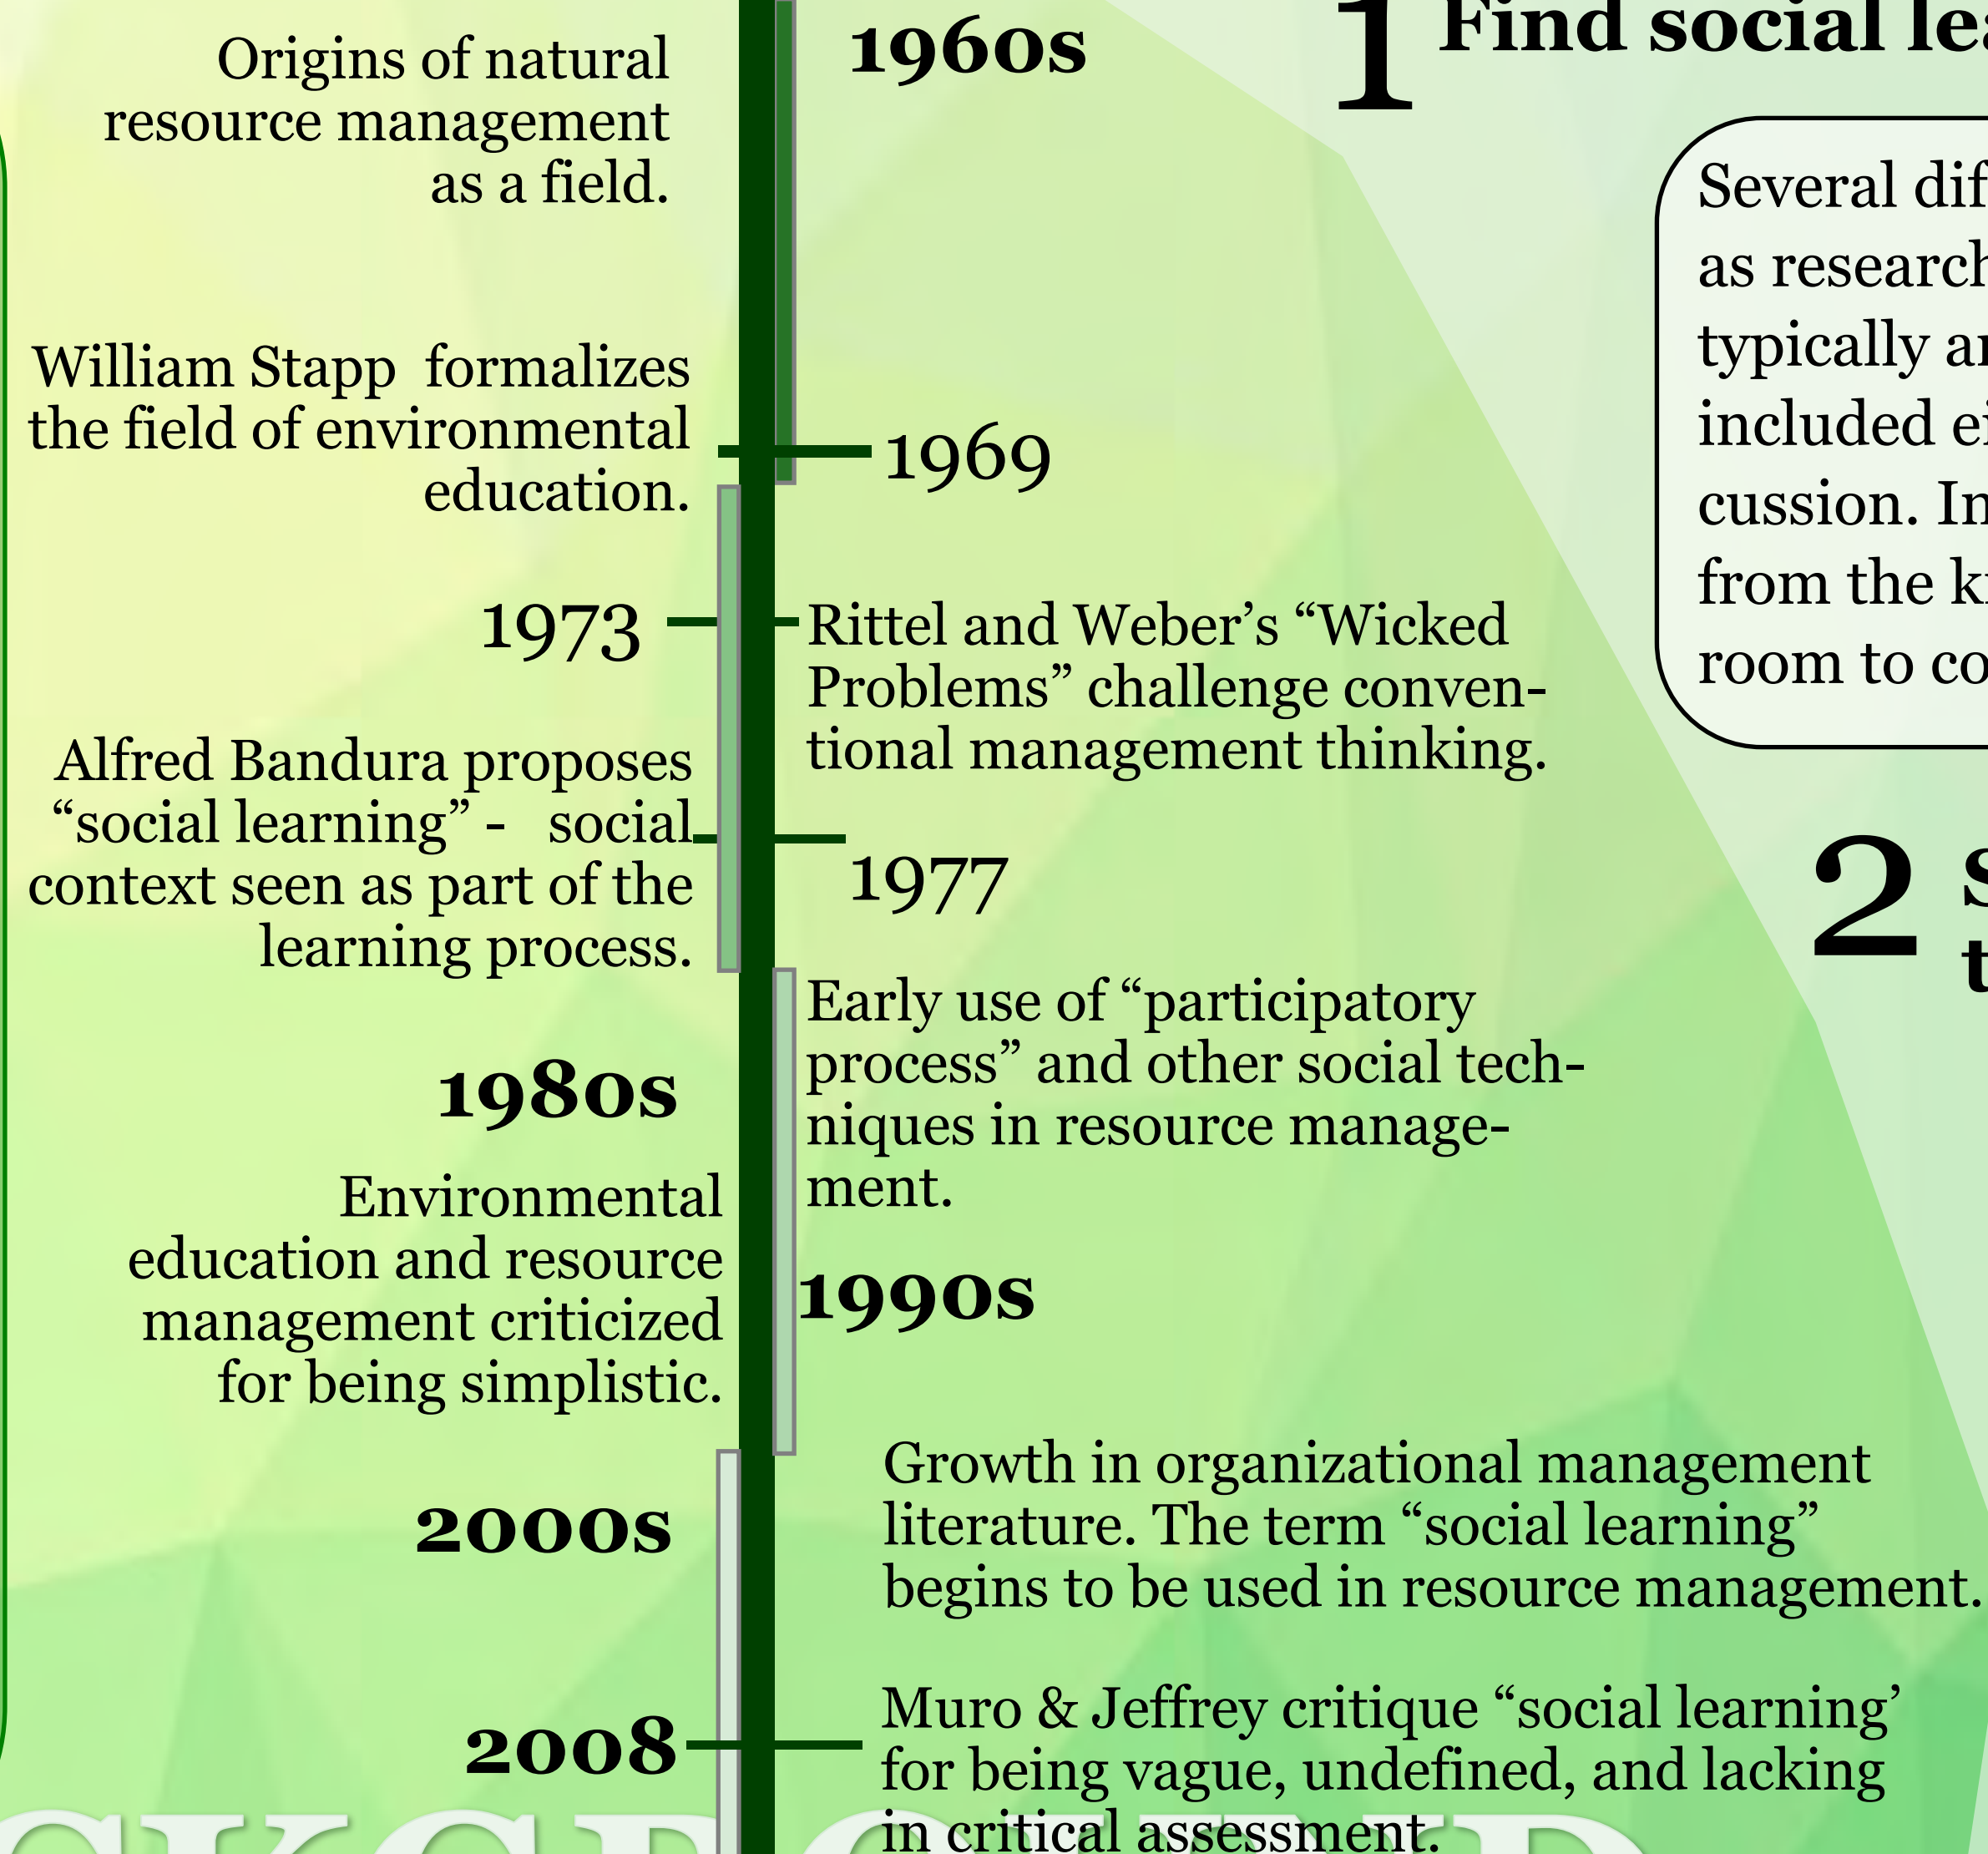 Origins of natural
resource management
as a field.
1960s
William Stapp  formalizes
the field of environmental
education.
1969
1973
Rittel and Weber’s “Wicked
Problems” challenge conven-
tional management thinking.
Alfred Bandura proposes
“social learning” -   social
context seen as part of the
learning process.
1977
1980s
Early use of “participatory
process” and other social tech-
niques in resource manage-
ment.
Environmental
education and resource
management criticized
for being simplistic.
1990s
2000s
Growth in organizational management
literature. The term “social learning”
begins to be used in resource management.
2008
Muro & Jeffrey critique “social learning’
for being vague, undefined, and lacking
in critical assessment.
1 Find social
Several
as
typically
included
cussion.
from the
room to
2